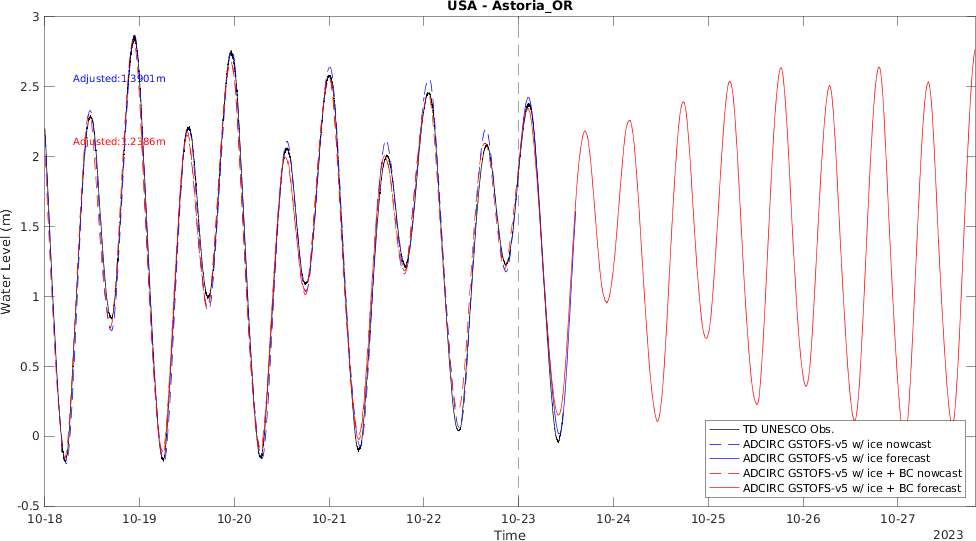 USA - Astoria_OR
3
2.5
2
1.5
1
0.5
0
-0.5
Water Level (m)
Adjusted:1.3901m
Adjusted:1.2386m
TD UNESCO Obs.
ADCIRC GSTOFS-v5 w/ ice nowcast
ADCIRC GSTOFS-v5 w/ ice forecast
ADCIRC GSTOFS-v5 w/ ice + BC nowcast
ADCIRC GSTOFS-v5 w/ ice + BC forecast
10-18 10-19 10-20 10-21 10-22 10-23 10-24 10-25 10-26 10-27
Time
2023